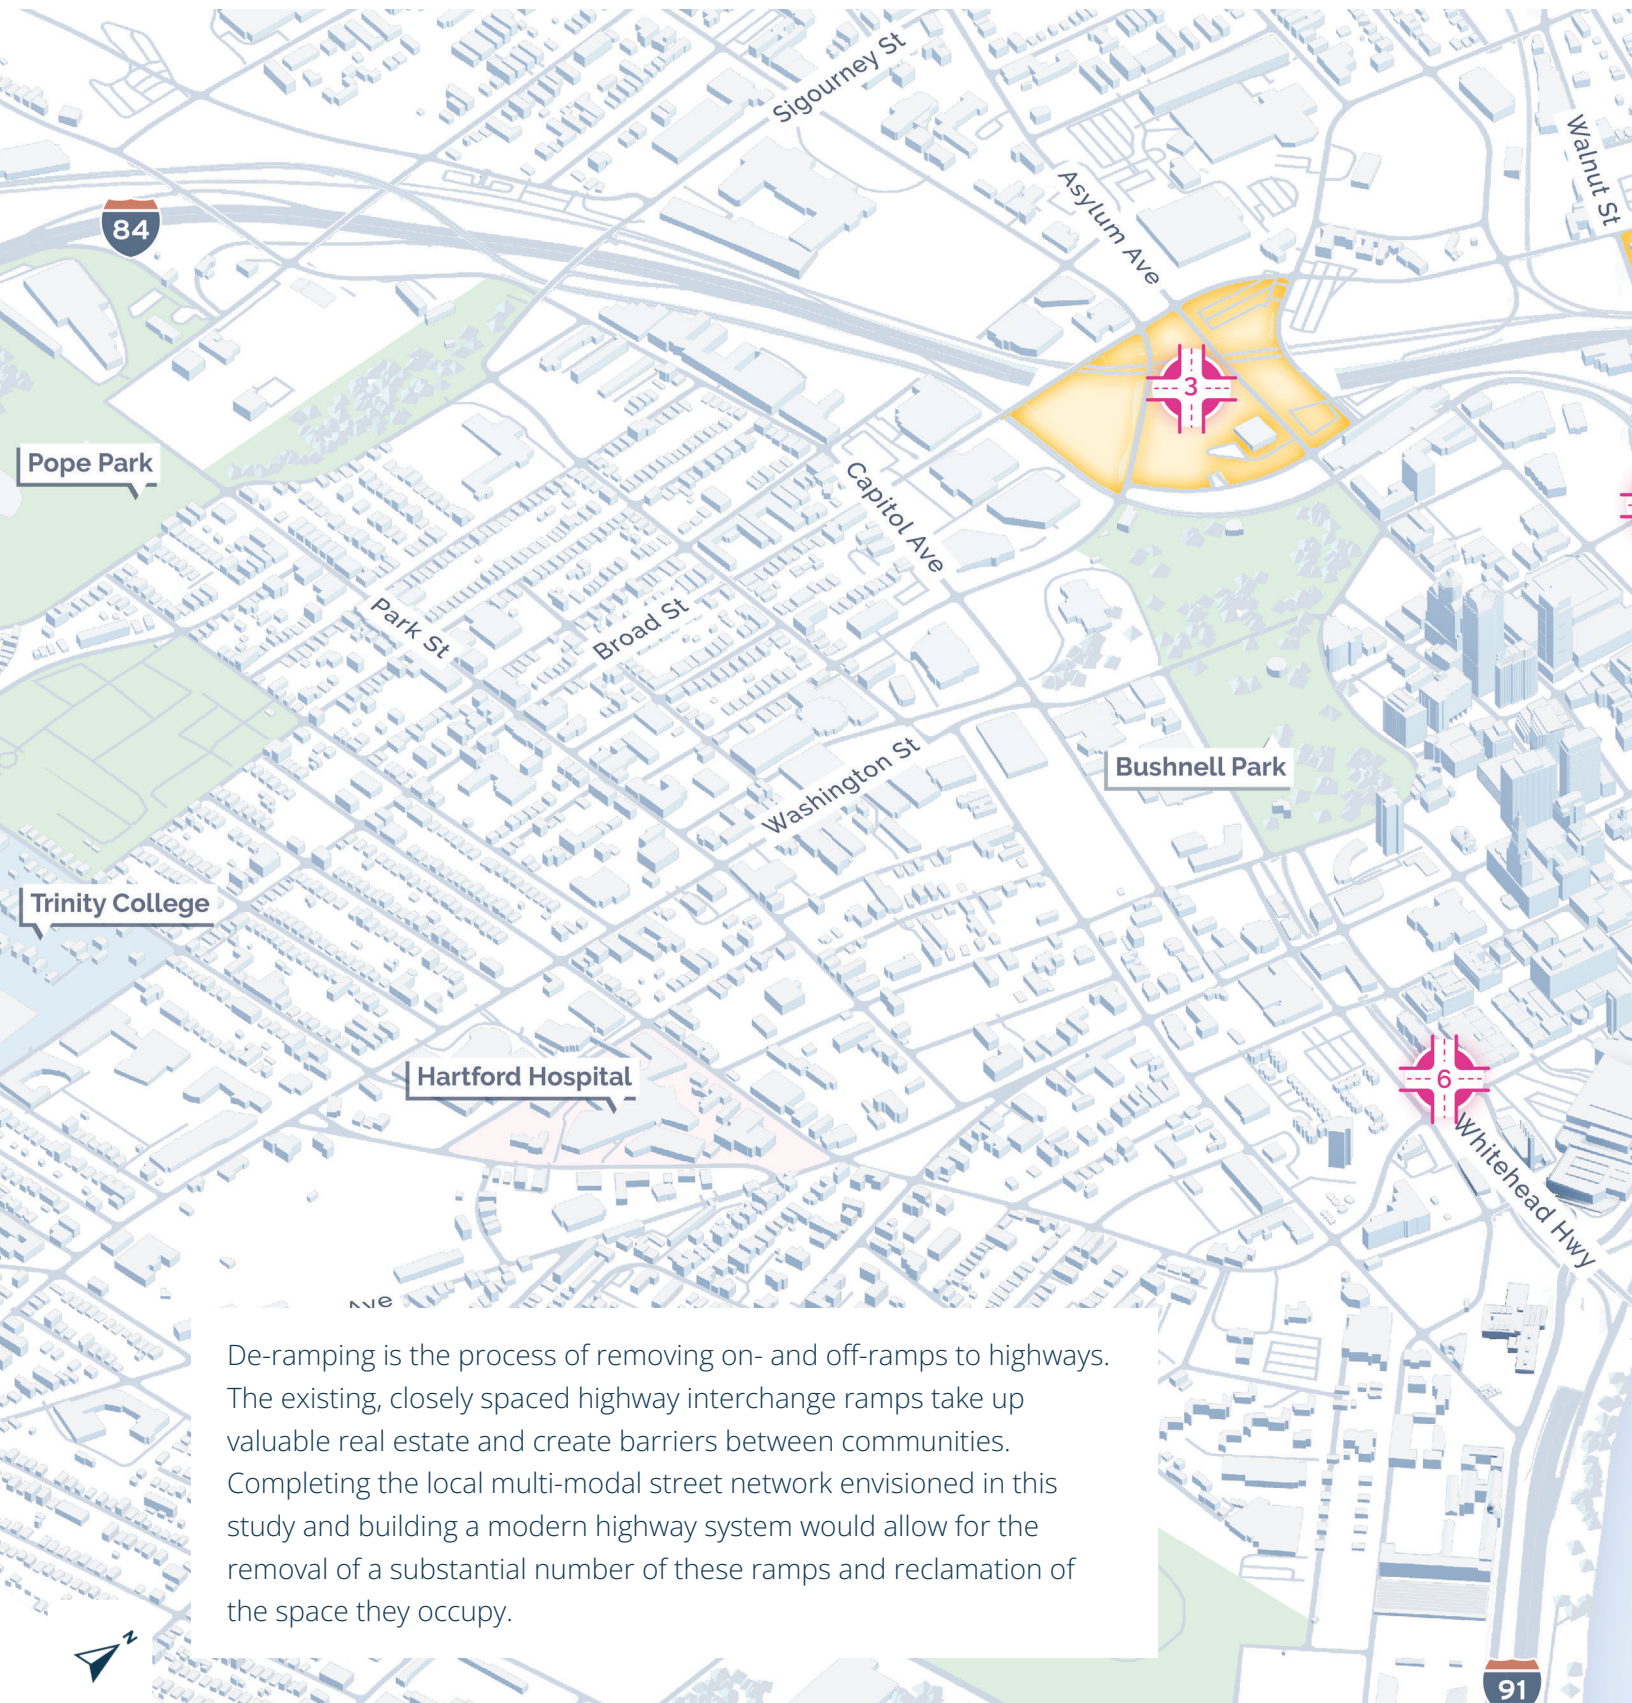 Sigourney St
Walnut St
Asylum Ave
84
3
Pope Park
Capitol Ave
Park St
Broad St
Washington St
Bushnell Park
Trinity College
Hartford Hospital
6
Whitehead Hwy
Ave
De-ramping is the process of removing on- and off-ramps to highways.
The existing, closely spaced highway interchange ramps take up
valuable real estate and create barriers between communities.
Completing the local multi-modal street network envisioned in this
study and building a modern highway system would allow for the
removal of a substantial number of these ramps and reclamation of
the space they occupy.
N
91